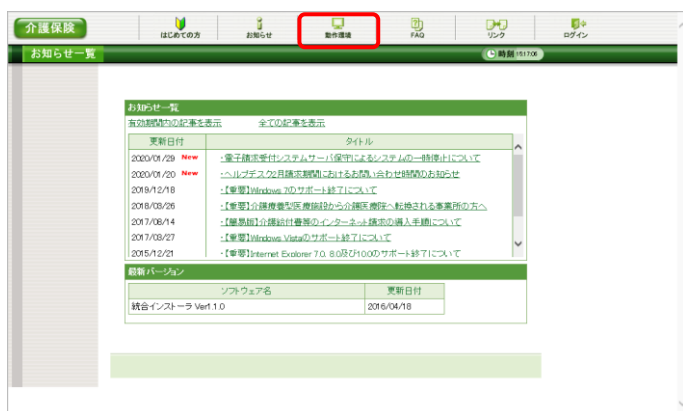 介護保険
はじめての方
お知らせ
動作環境
FAQ
リンク
ログイン
お知らせ一覧
時刻 15:17:06
お知らせ一覧
有効期間内の記事を表示 全ての記事を表示
更新日付 タイトル
2020/01/29 New ・電子請求受付システムサーバ保守によるシステムの一時停止について
2020/01/20 New ・ヘルプデスク2月請求期間におけるお問い合わせ時間のお知らせ
2019/12/18 ・【重要】Windows 7のサポート終了について
2018/03/26 ・【重要】介護療養型医療施設から介護医療院へ転換される事業所の方へ
2017/08/14 ・【簡易版】介護給付費等のインターネット請求の導入手順について
2017/03/27 ・【重要】Windows Vistaのサポート終了について
2015/12/21 ・【重要】Internet Explorer 7.0, 8.0及び10.0のサポート終了について
最新バージョン
ソフトウェア名 更新日付
統合インストーラ Ver1.1.0 2016/04/18